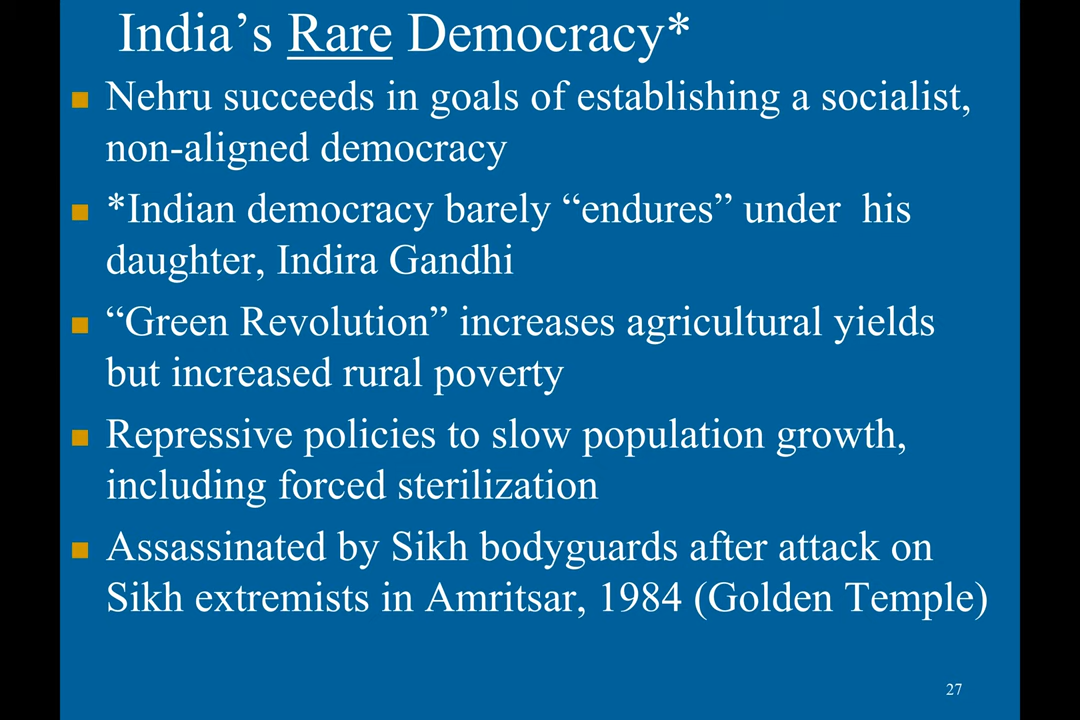 India’s Rare Democracy*
Nehru succeeds in goals of establishing a socialist,
non-aligned democracy
*Indian democracy barely “endures” under  his
daughter, Indira Gandhi
“Green Revolution” increases agricultural yields
but increased rural poverty
Repressive policies to slow population growth,
including forced sterilization
Assassinated by Sikh bodyguards after attack on
Sikh extremists in Amritsar, 1984 (Golden Temple)
27